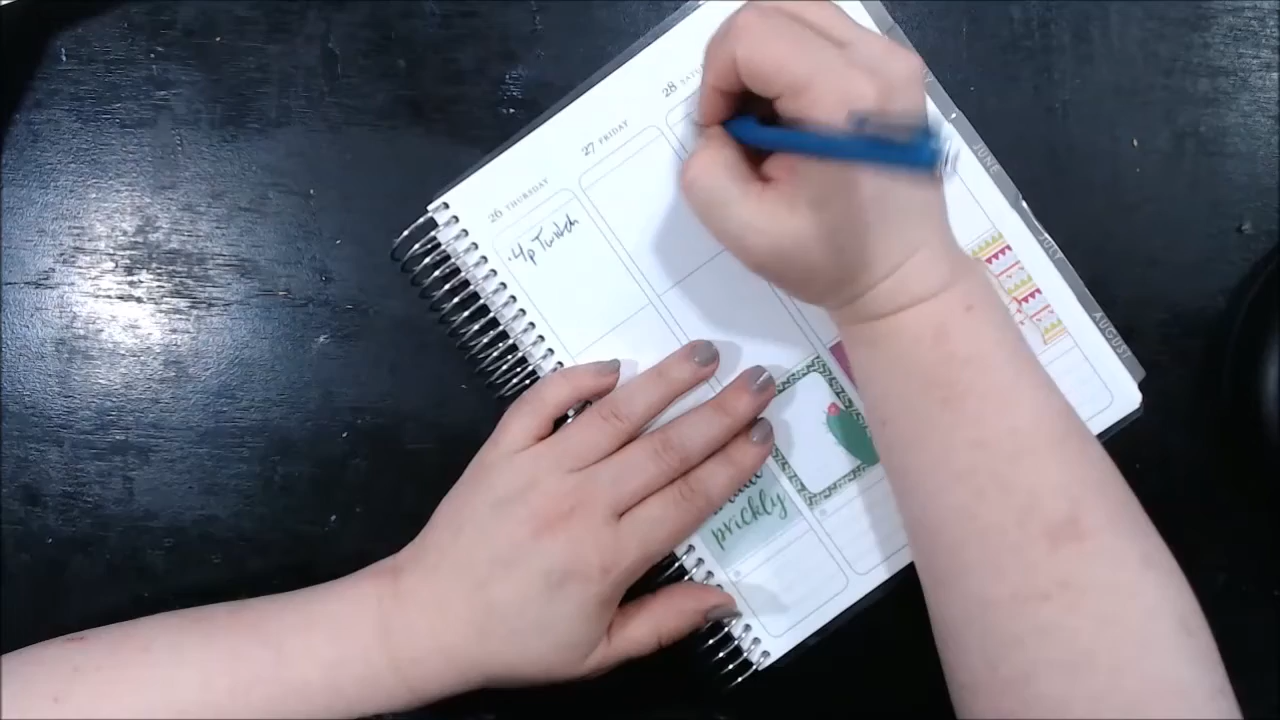 26 THURSDAY
27 FRIDAY
28 SATU
· 4p Twitch
prickly
JUNE
JULY
AUGUST